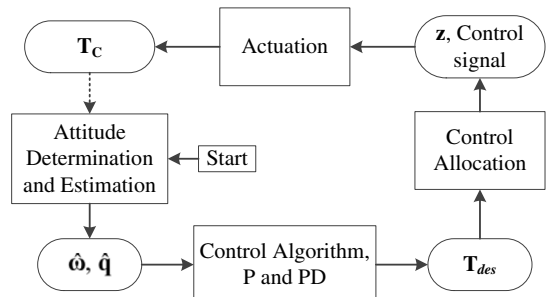 T_C
Actuation
z, Control
signal
Attitude
Determination
and Estimation
Start
Control
Allocation
ω̂, q̂
Control Algorithm,
P and PD
T_des